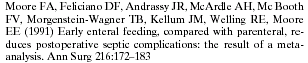 Moore FA, Feliciano DF, Andrassy JR, McArdle AH, Mc Booth
FV, Morgenstein-Wagner TB, Kellum JM, Welling RE, Moore
EE (1991) Early enteral feeding, compared with parenteral, re-
duces postoperative septic complications: the result of a meta-
analysis. Ann Surg 216:172–183